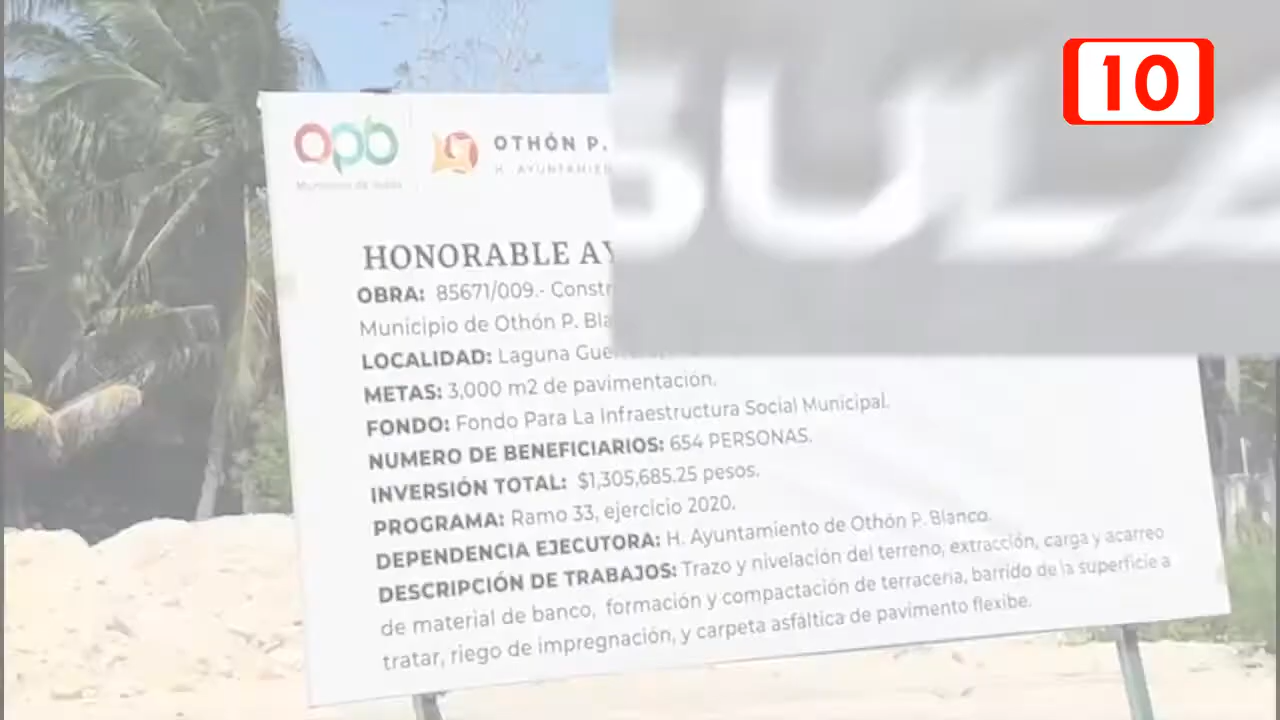 10
SULA
opb
OTHÓN P.
H. AYUNTAMIEN
HONORABLE AY
OBRA: 85671/009.- Constr
Municipio de Othón P. Bla
LOCALIDAD: Laguna Gue
METAS: 3,000 m2 de pavimentación.
FONDO: Fondo Para La Infraestructura Social Municipal.
NUMERO DE BENEFICIARIOS: 654 PERSONAS.
INVERSIÓN TOTAL: $1,305,685.25 pesos.
PROGRAMA: Ramo 33, ejercicio 2020.
DEPENDENCIA EJECUTORA: H. Ayuntamiento de Othón P. Blanco.
DESCRIPCIÓN DE TRABAJOS: Trazo y nivelación del terreno, extracción, carga y acarreo
de material de banco, formación y compactación de terraceria, barrido de la superficie a
tratar, riego de impregnación, y carpeta asfáltica de pavimento flexibe.